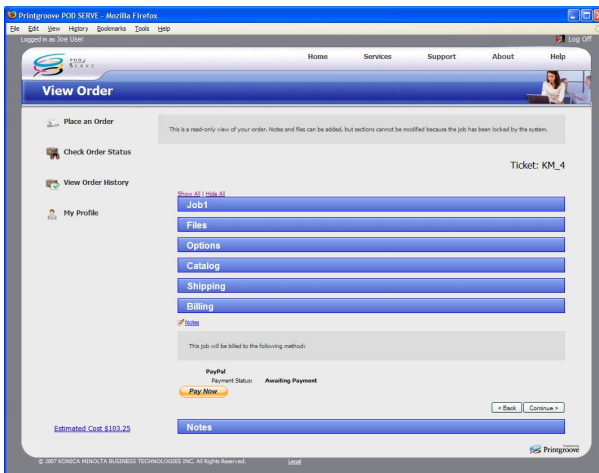 Printgroove POD SERVE - Mozilla Firefox
File Edit View History Bookmarks Tools Help
Logged in as Joe User
Log Off
POD
SERVE
Home Services Support About Help
View Order
Place an Order
Check Order Status
View Order History
My Profile
This is a read-only view of your order. Notes and files can be added, but sections cannot be modified because the job has been locked by the system.
Ticket: KM_4
Show All | Hide All
Job1
Files
Options
Catalog
Shipping
Billing
Notes
This job will be billed to the following method:
PayPal
Payment Status: Awaiting Payment
Pay Now
< Back Continue >
Estimated Cost $103.25
Notes
Powered by
Printgroove
© 2007 KONICA MINOLTA BUSINESS TECHNOLOGIES INC. All Rights Reserved. Legal